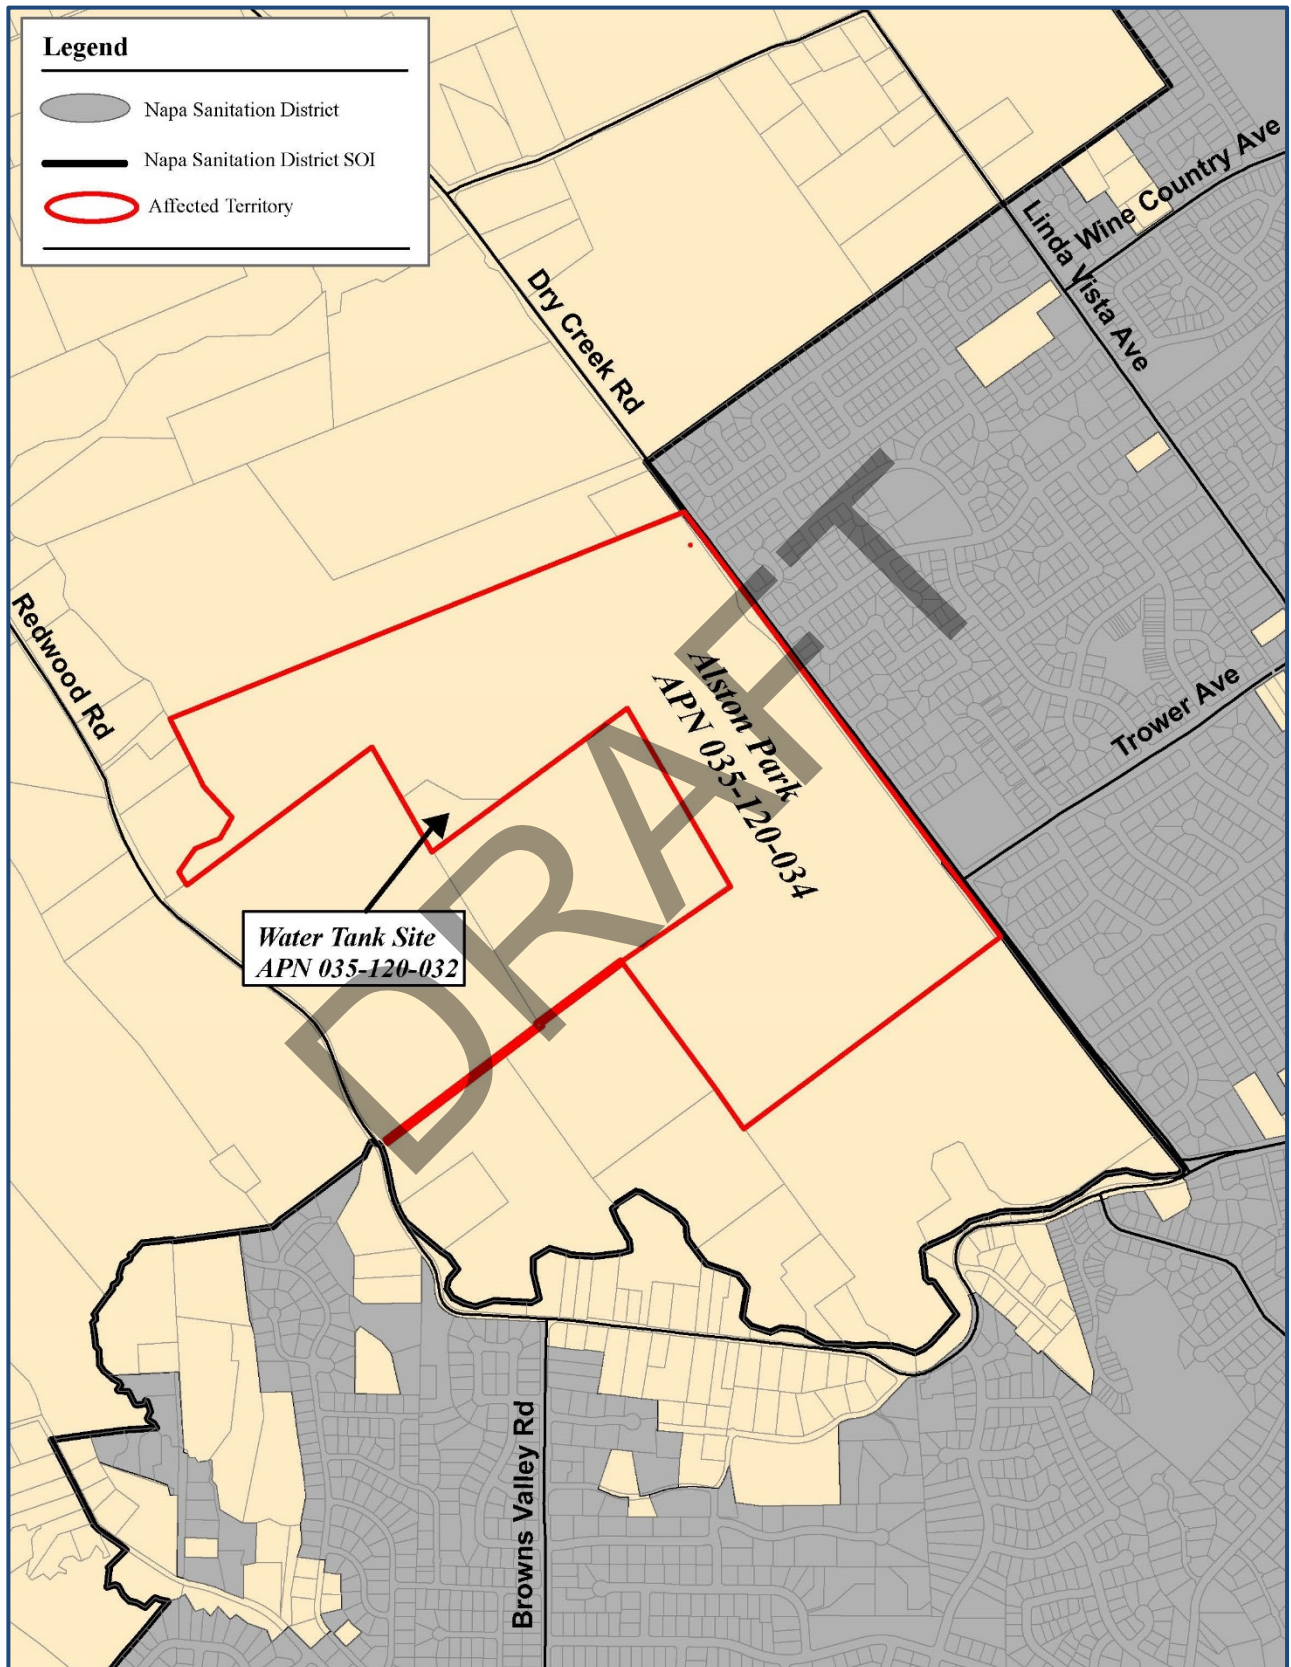 Legend
Napa Sanitation District
Napa Sanitation District SOI
Affected Territory
Wine Country Ave
Linda Vista Ave
Dry Creek Rd
Redwood Rd
Alston Park
APN 035-120-034
Trower Ave
Water Tank Site
APN 035-120-032
DRAFT
Browns Valley Rd